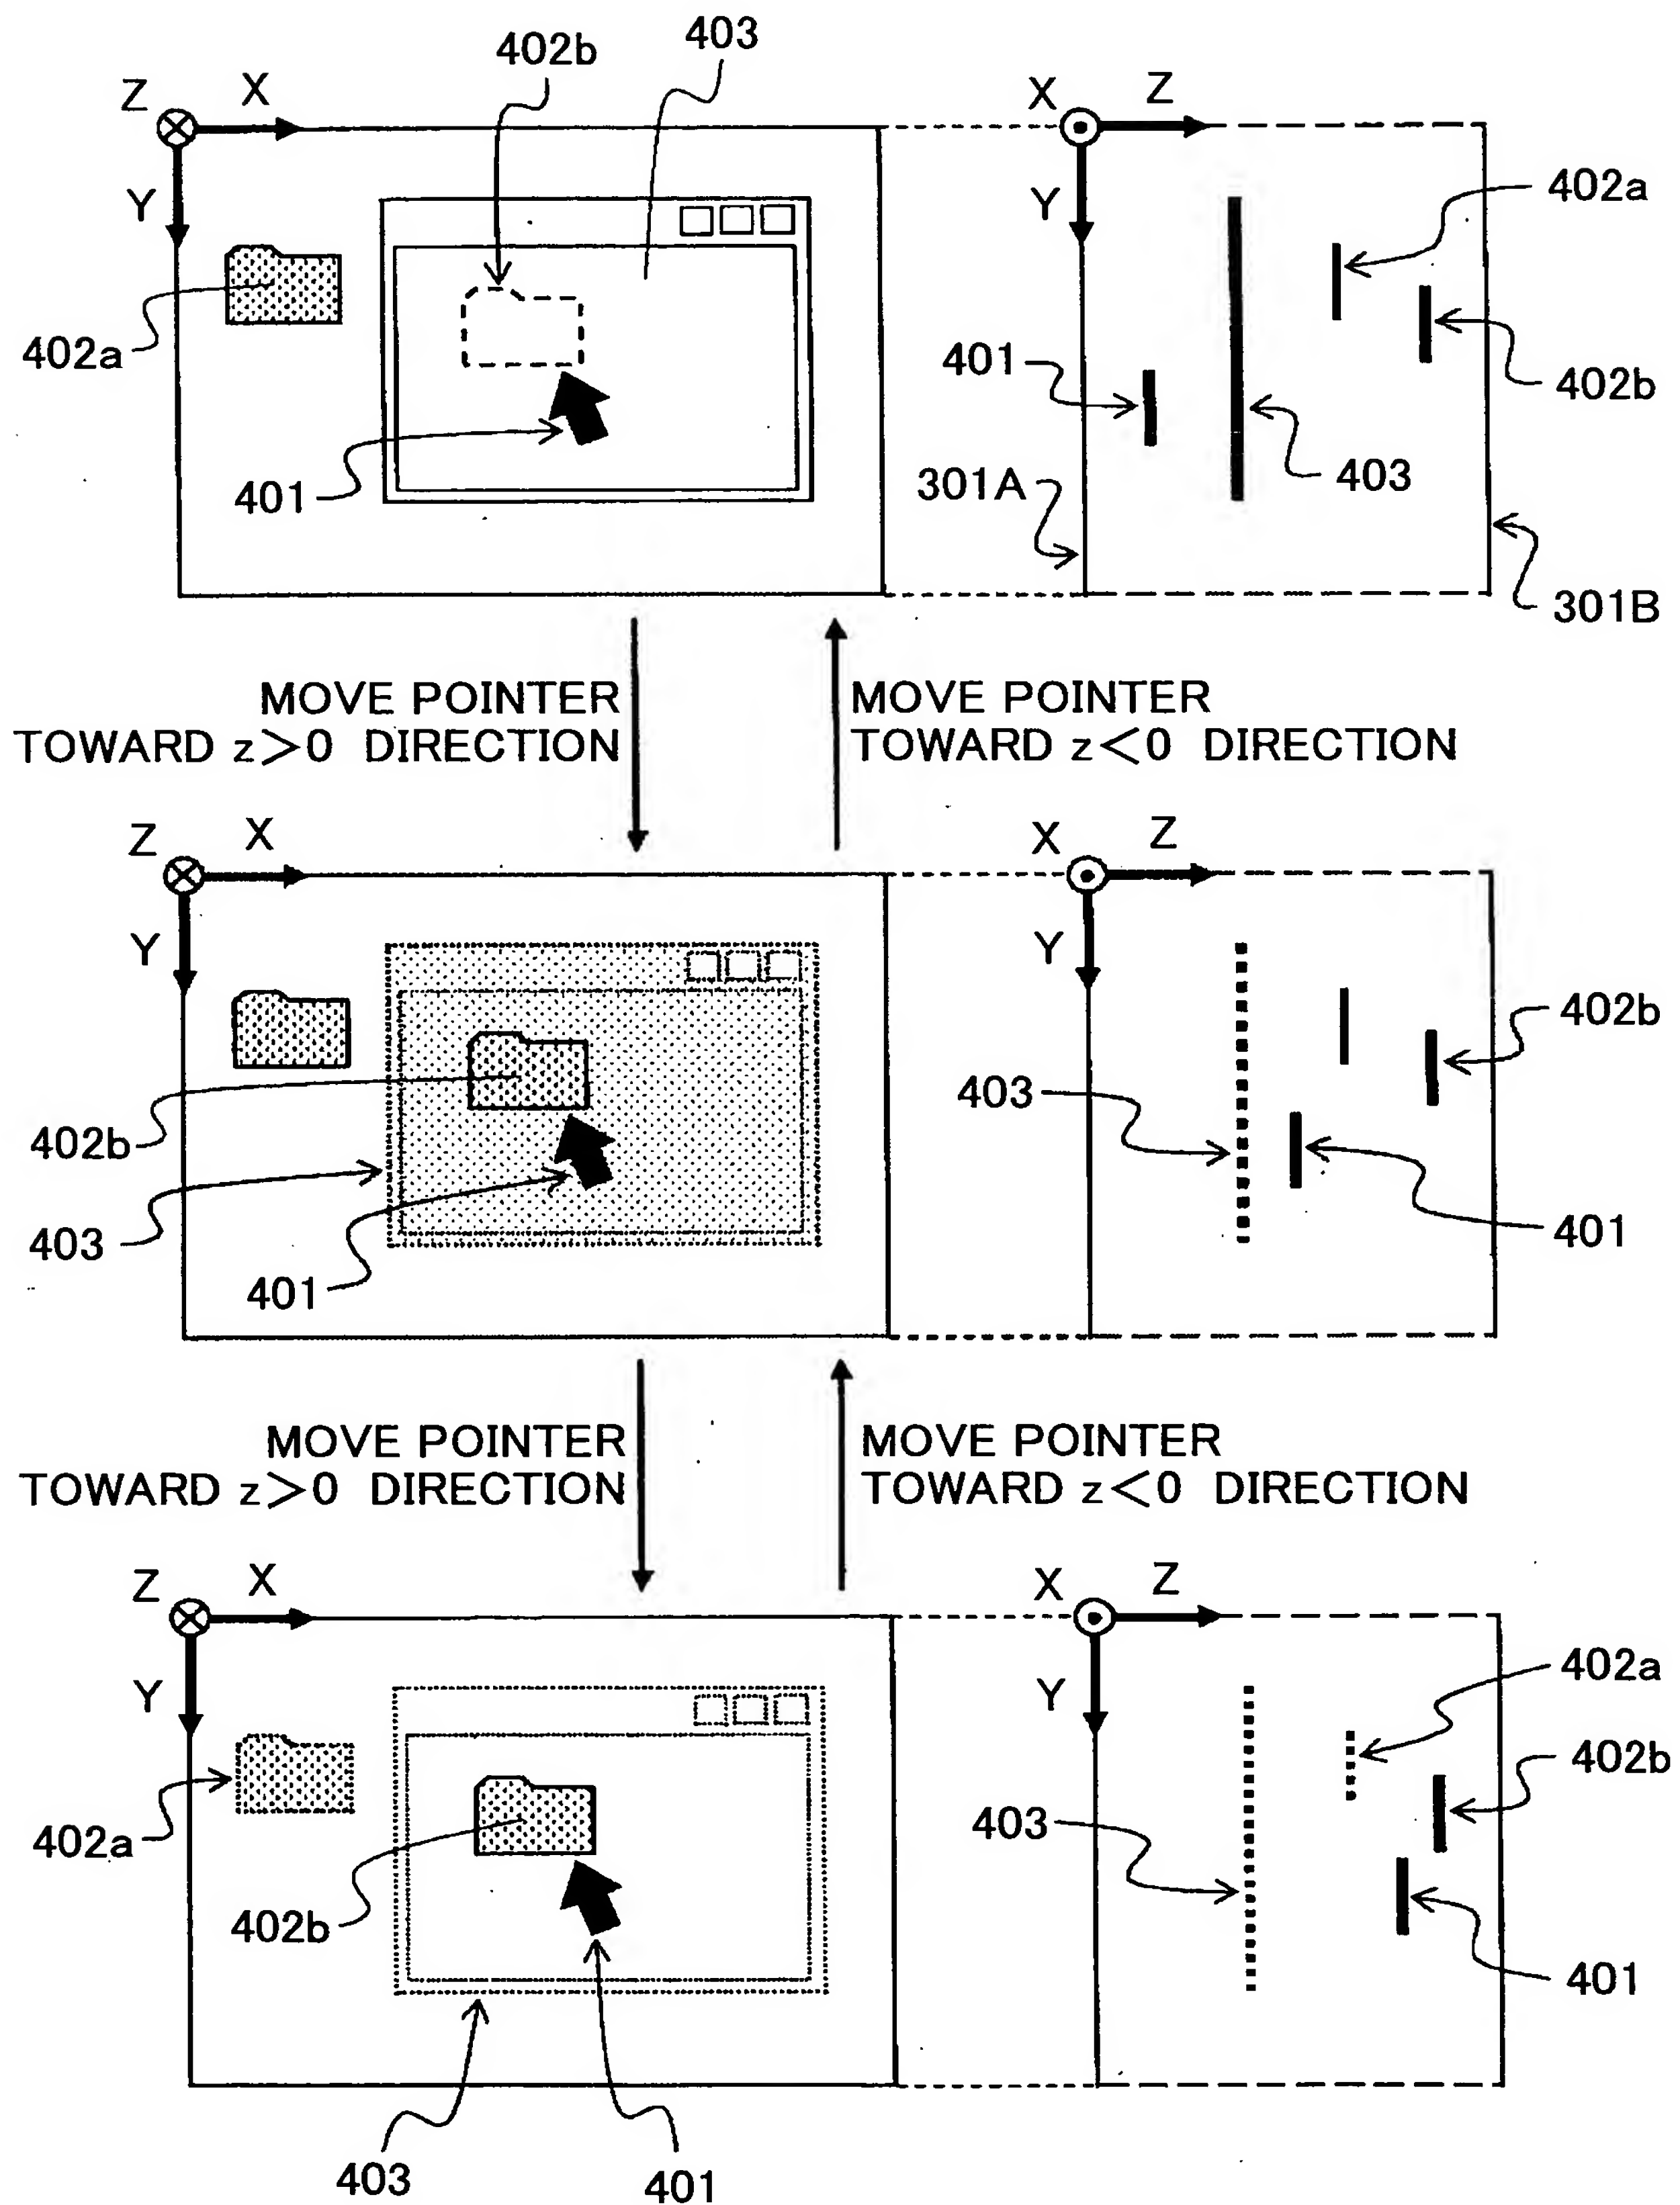 402b
403
Z X
X Z
Y
Y
402a
402a
401
402b
401
403
301A
301B
MOVE POINTER
TOWARD z>0 DIRECTION
MOVE POINTER
TOWARD z<0 DIRECTION
Z X
X Z
Y
Y
402b
403
402b
403
401
401
MOVE POINTER
TOWARD z>0 DIRECTION
MOVE POINTER
TOWARD z<0 DIRECTION
Z X
X Z
Y
Y
402a
402b
402a
403
402b
401
403
401